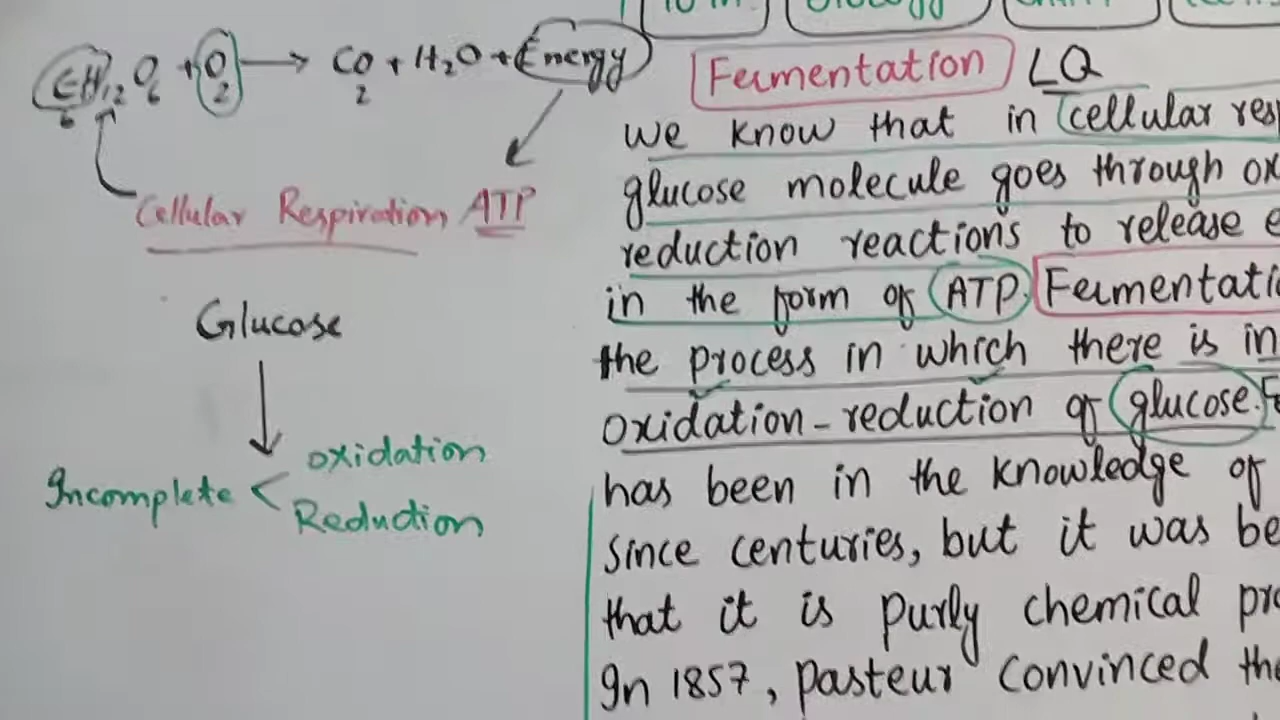 10th
Biology
C6H12O6 + O2 → CO2 + H2O + Energy
Cellular Respiration ATP
Glucose
Incomplete < oxidation
Reduction
Fermentation LQ
we know that in cellular
glucose molecule goes through
reduction reactions to release
in the form of ATP. Fermentati
the process in which there is in
oxidation-reduction of glucose.
has been in the knowledge of
since centuries, but it was be
that it is purly chemical pro
In 1857, Pasteur convinced the